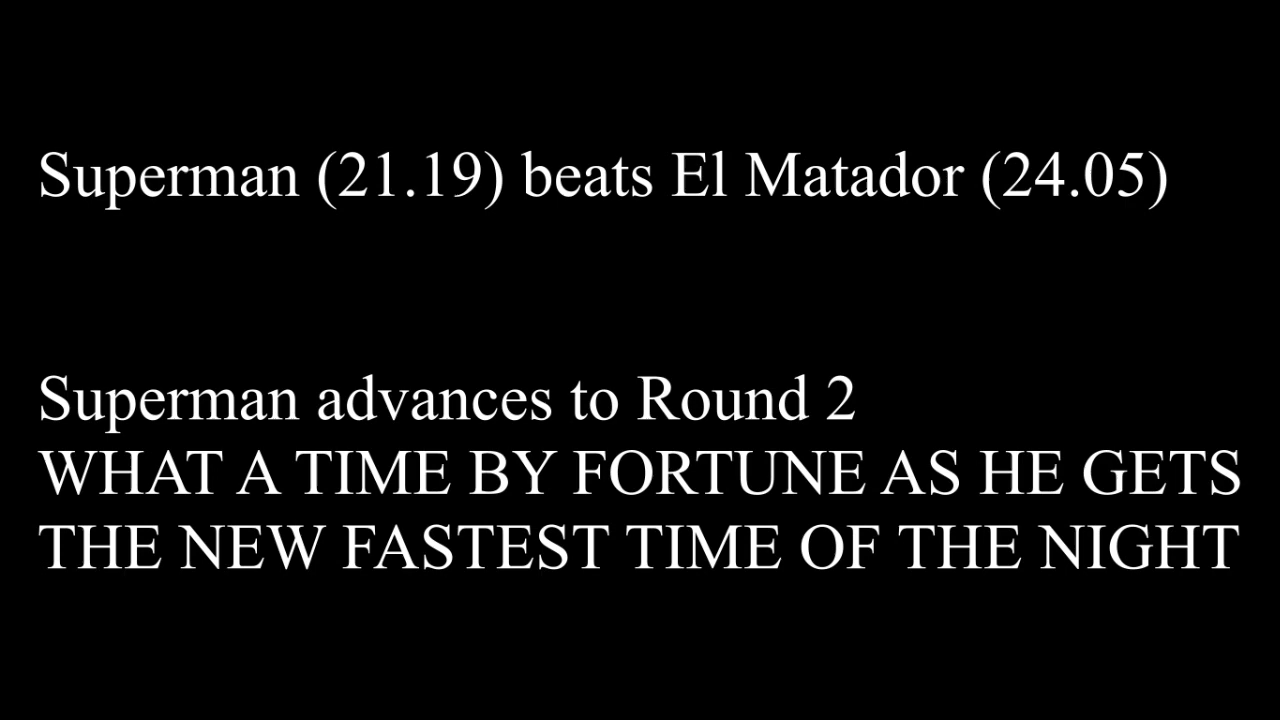 Superman (21.19) beats El Matador (24.05)
Superman advances to Round 2
WHAT A TIME BY FORTUNE AS HE GETS
THE NEW FASTEST TIME OF THE NIGHT